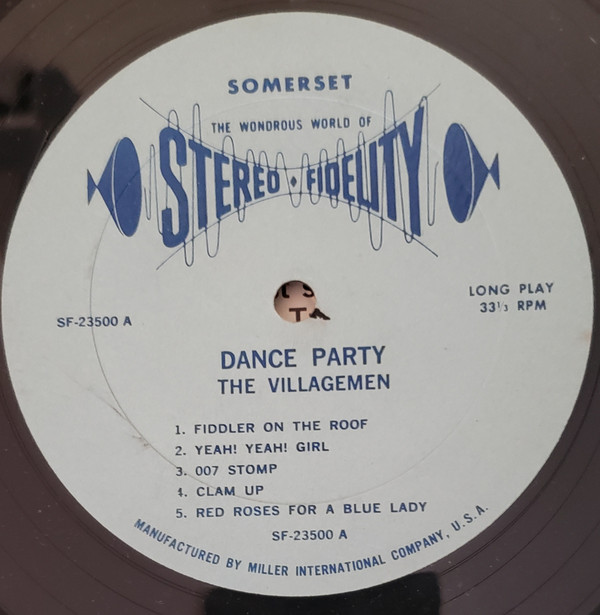 SOMERSET
THE WONDROUS WORLD OF
STEREO • FIDELITY
LONG PLAY
33⅓ RPM
SF-23500 A
DANCE PARTY
THE VILLAGEMEN
1. FIDDLER ON THE ROOF
2. YEAH! YEAH! GIRL
3. 007 STOMP
4. CLAM UP
5. RED ROSES FOR A BLUE LADY
SF-23500 A
MANUFACTURED BY MILLER INTERNATIONAL COMPANY, U.S.A.